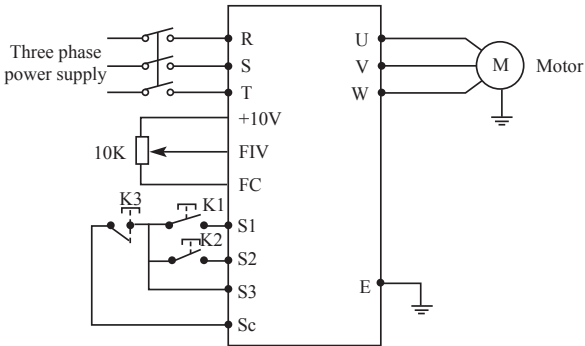 Three phase
power supply
R
S
T
+10V
10K
FIV
FC
K3
K1
S1
K2
S2
S3
Sc
U
V
W
M
Motor
E